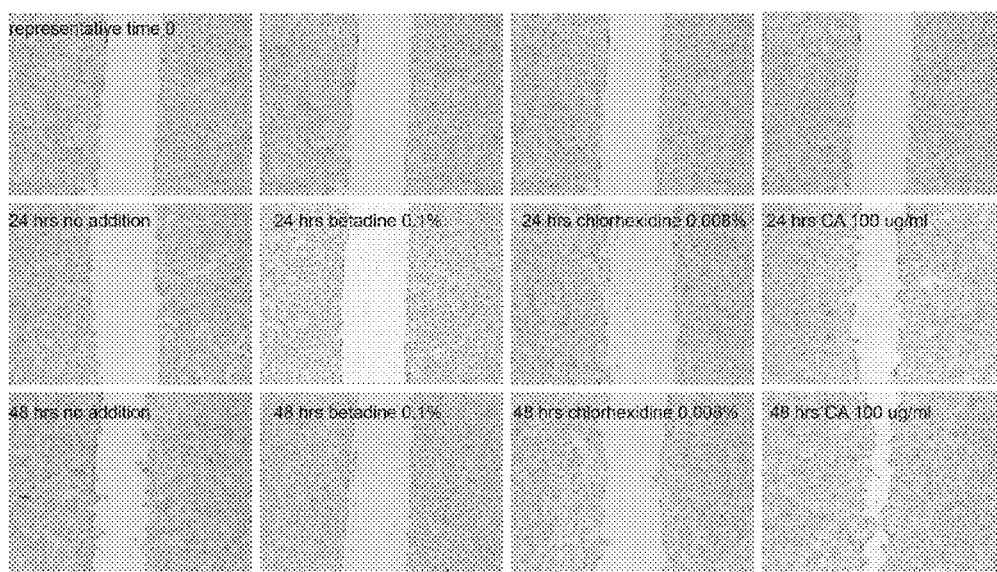 representative time 0
24 hrs no addition
24 hrs betadine 0.1%
24 hrs chlorhexidine 0.008%
24 hrs CA 100 ug/ml
48 hrs no addition
48 hrs betadine 0.1%
48 hrs chlorhexidine 0.008%
48 hrs CA 100 ug/ml